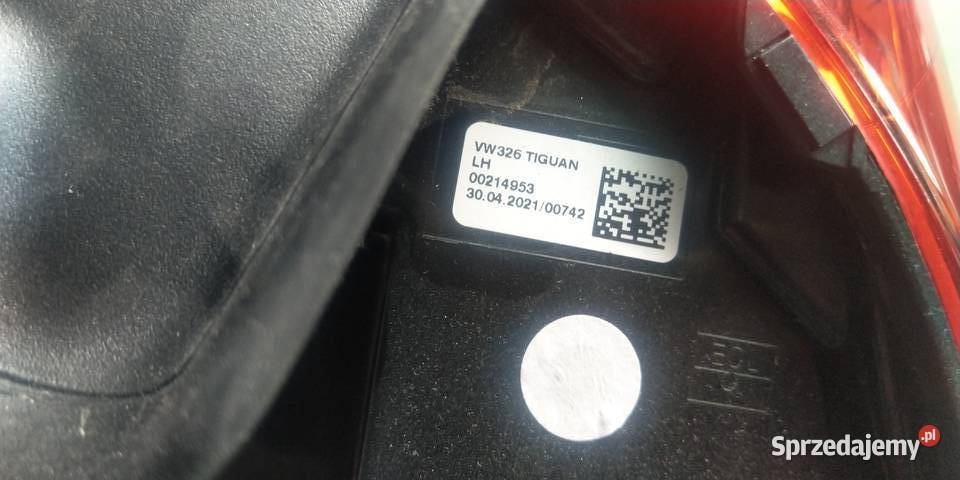 VW326 TIGUAN
LH
00214953
30.04.2021/00742
Sprzedajemy.pl